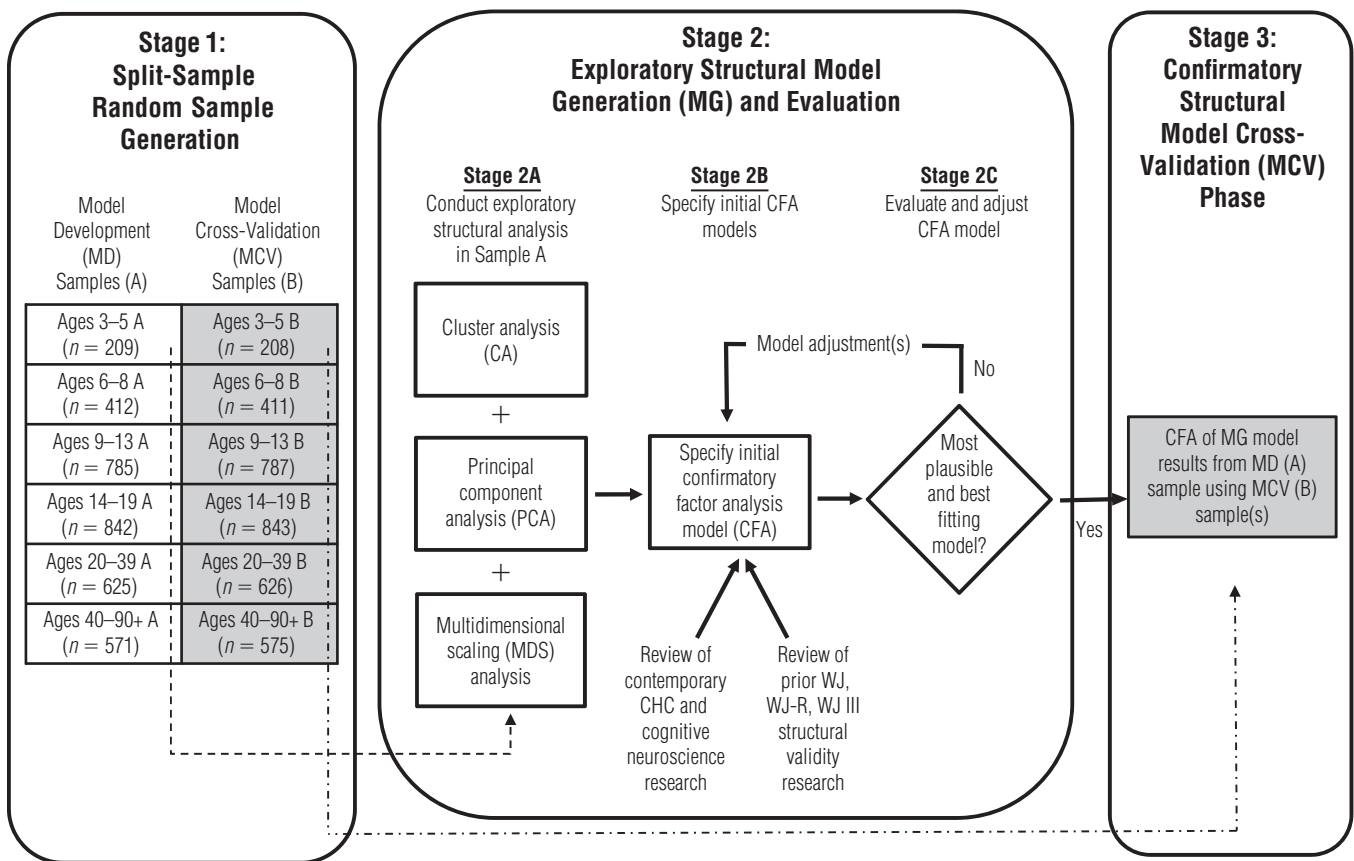 Stage 1:
Split-Sample
Random Sample
Generation
Model
Development
(MD)
Samples (A)
Model
Cross-Validation
(MCV)
Samples (B)
Ages 3–5 A
(n = 209)
Ages 3–5 B
(n = 208)
Ages 6–8 A
(n = 412)
Ages 6–8 B
(n = 411)
Ages 9–13 A
(n = 785)
Ages 9–13 B
(n = 787)
Ages 14–19 A
(n = 842)
Ages 14–19 B
(n = 843)
Ages 20–39 A
(n = 625)
Ages 20–39 B
(n = 626)
Ages 40–90+ A
(n = 571)
Ages 40–90+ B
(n = 575)
Stage 2:
Exploratory Structural Model
Generation (MG) and Evaluation
Stage 2A
Conduct exploratory
structural analysis
in Sample A
Cluster analysis
(CA)
+
Principal
component
analysis (PCA)
+
Multidimensional
scaling (MDS)
analysis
Stage 2B
Specify initial CFA
models
Model adjustment(s)
Specify initial
confirmatory
factor analysis
model (CFA)
Review of
contemporary
CHC and
cognitive
neuroscience
research
Review of
prior WJ,
WJ-R, WJ III
structural
validity
research
Stage 2C
Evaluate and adjust
CFA model
No
Most
plausible
and best
fitting
model?
Yes
Stage 3:
Confirmatory
Structural
Model Cross-
Validation (MCV)
Phase
CFA of MG model
results from MD (A)
sample using MCV (B)
sample(s)